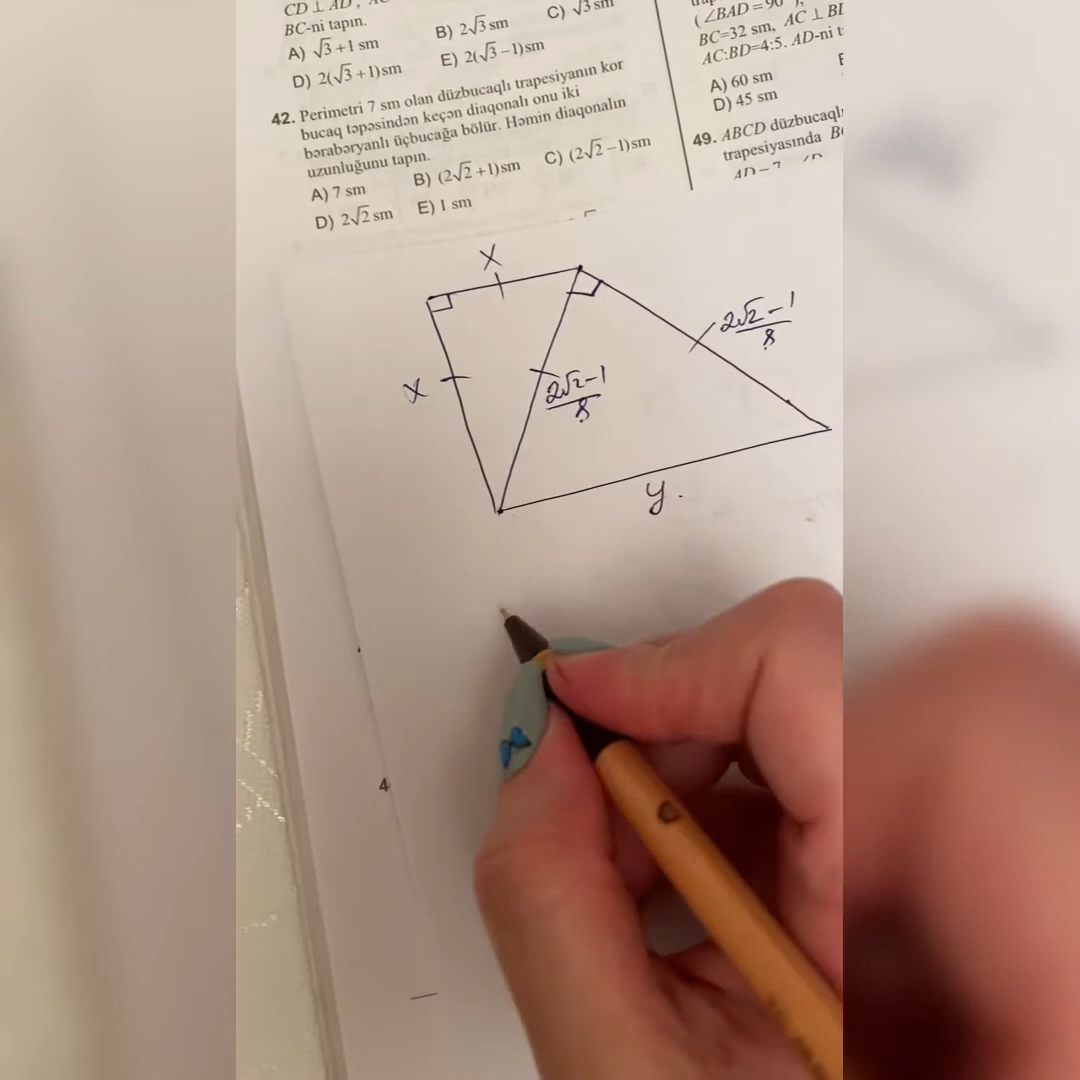 CD ⊥ AD, AC
BC-ni tapın.
A) √3+1 sm B) 2√3 sm C) √3 sm
D) 2(√3+1)sm E) 2(√3−1)sm
42. Perimetri 7 sm olan düzbucaqlı trapesiyanın kor
bucaq təpəsindən keçən diaqonalı onu iki
bərabəryanlı üçbucağa bölür. Həmin diaqonalın
uzunluğunu tapın.
A) 7 sm B) (2√2+1)sm C) (2√2−1)sm
D) 2√2 sm E) 1 sm
(∠BAD=90°),
BC=32 sm, AC ⊥ BD
AC:BD=4:5. AD-ni t
A) 60 sm
D) 45 sm
49. ABCD düzbucaqlı
trapesiyasında
x
x
2√2−1
8
2√2−1
8
y.
4